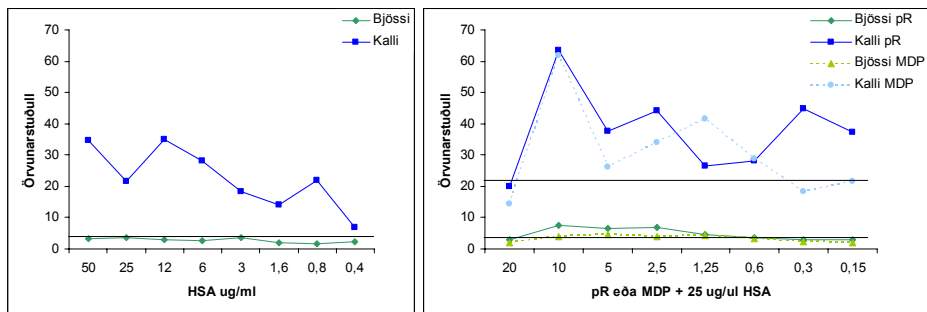 Örvunarstuðull
70
60
50
40
30
20
10
0
50 25 12 6 3 1,6 0,8 0,4
HSA ug/ml
Bjössi
Kalli
Örvunarstuðull
70
60
50
40
30
20
10
0
20 10 5 2,5 1,25 0,6 0,3 0,15
pR eða MDP + 25 ug/ul HSA
Bjössi pR
Kalli pR
Bjössi MDP
Kalli MDP